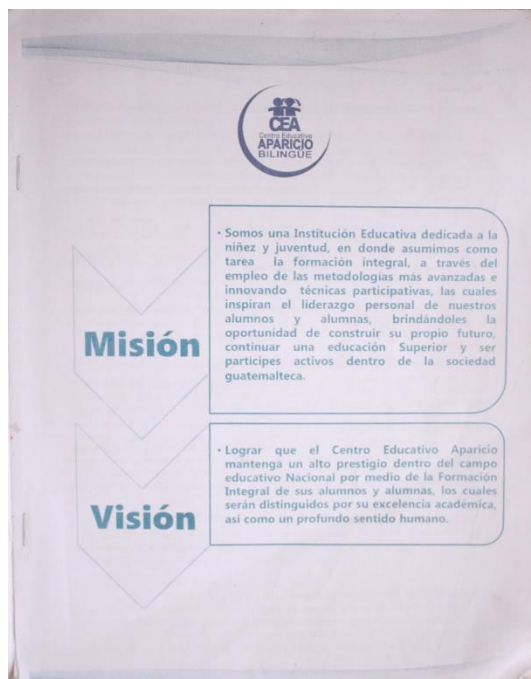 CEA
Centro Educativo
APARICIO
BILINGÜE
Misión
• Somos una Institución Educativa dedicada a la
niñez y juventud, en donde asumimos como
tarea la formación integral, a través del
empleo de las metodologías más avanzadas e
innovando técnicas participativas, las cuales
inspiran el liderazgo personal de nuestros
alumnos y alumnas, brindándoles la
oportunidad de construir su propio futuro,
continuar una educación Superior y ser
participes activos dentro de la sociedad
guatemalteca.
Visión
• Lograr que el Centro Educativo Aparicio
mantenga un alto prestigio dentro del campo
educativo Nacional por medio de la Formación
Integral de sus alumnos y alumnas, los cuales
serán distinguidos por su excelencia académica,
así como un profundo sentido humano.